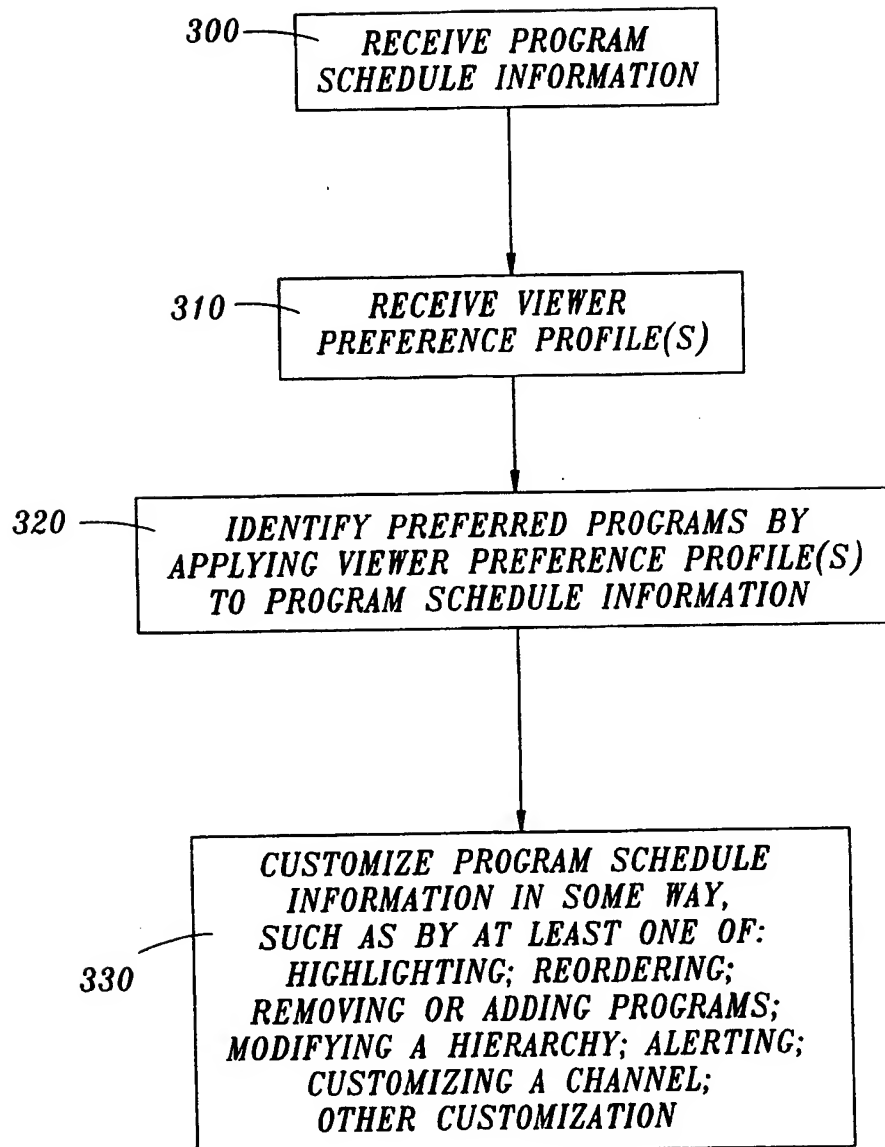 300
RECEIVE PROGRAM
SCHEDULE INFORMATION
310
RECEIVE VIEWER
PREFERENCE PROFILE(S)
320
IDENTIFY PREFERRED PROGRAMS BY
APPLYING VIEWER PREFERENCE PROFILE(S)
TO PROGRAM SCHEDULE INFORMATION
330
CUSTOMIZE PROGRAM SCHEDULE
INFORMATION IN SOME WAY,
SUCH AS BY AT LEAST ONE OF:
HIGHLIGHTING; REORDERING;
REMOVING OR ADDING PROGRAMS;
MODIFYING A HIERARCHY; ALERTING;
CUSTOMIZING A CHANNEL;
OTHER CUSTOMIZATION